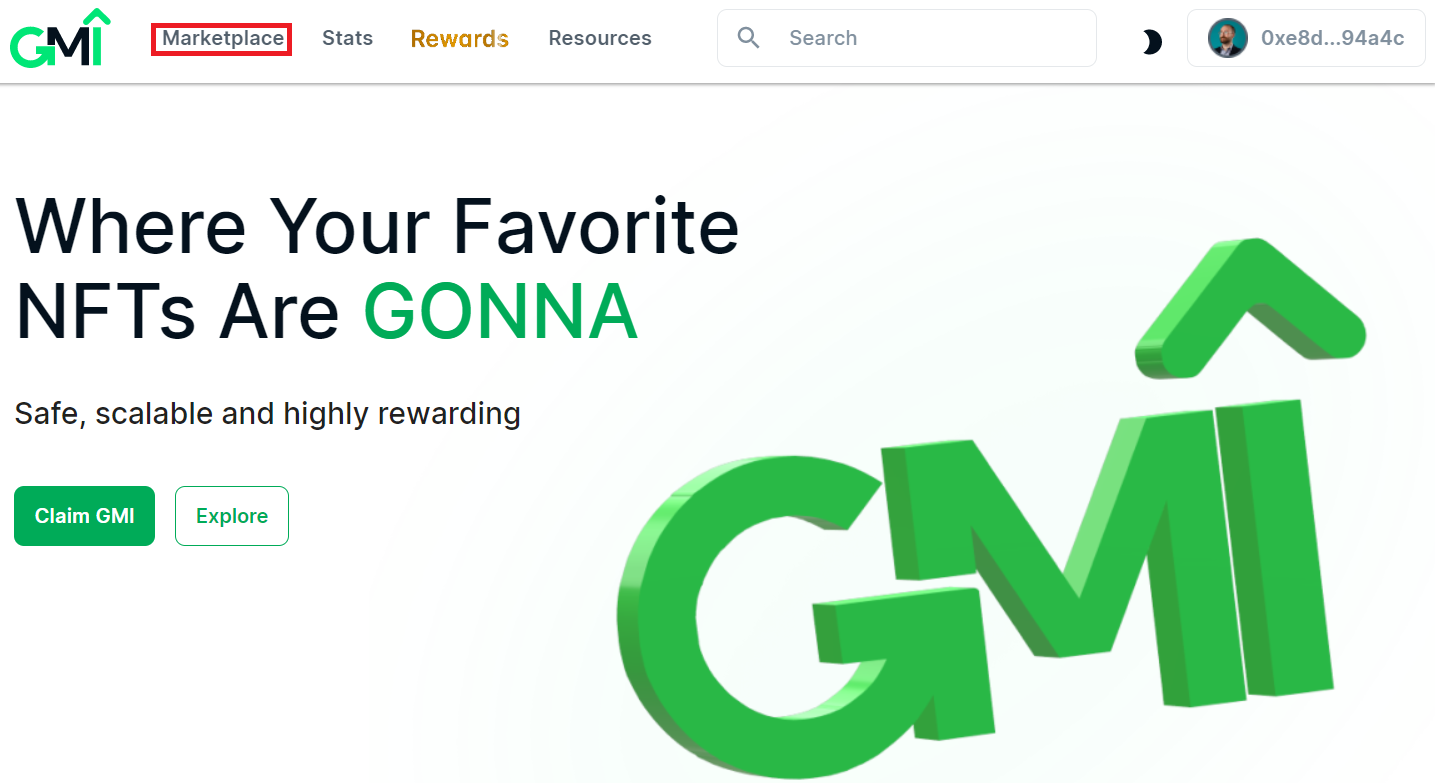 GMI
Marketplace
Stats
Rewards
Resources
Search
0xe8d...94a4c
Where Your Favorite
NFTs Are GONNA
Safe, scalable and highly rewarding
Claim GMI
Explore
GMI